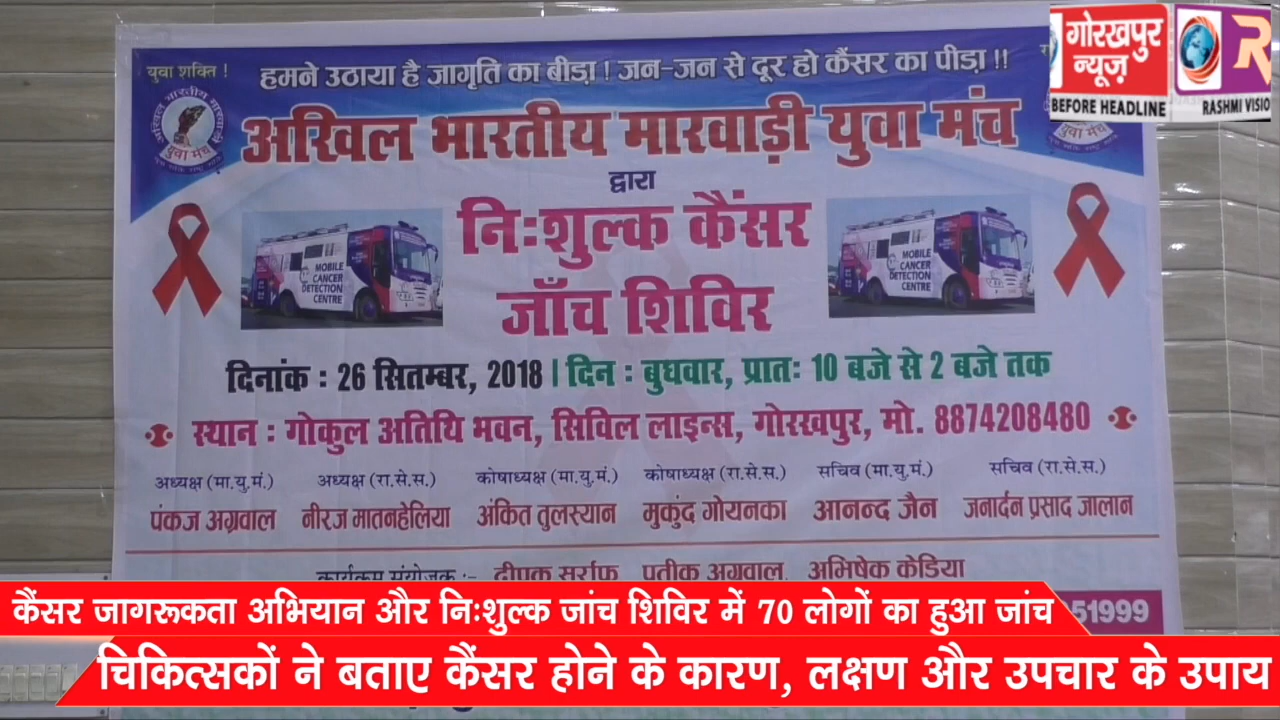 युवा शक्ति !
हमने उठाया है जागृति का बीड़ा ! जन-जन से दूर हो कैंसर का पीड़ा !!
गोरखपुर
न्यूज़
BEFORE HEADLINE
R
RASHMI VISIO
अखिल भारतीय मारवाड़ी युवा मंच
युवा मंच
युवा मंच
द्वारा
निःशुल्क कैंसर
जाँच शिविर
MOBILE
CANCER
DETECTION
CENTRE
MOBILE
CANCER
DETECTION
CENTRE
दिनांक : 26 सितम्बर, 2018 | दिन : बुधवार, प्रातः 10 बजे से 2 बजे तक
स्थान : गोकुल अतिथि भवन, सिविल लाइन्स, गोरखपुर, मो. 8874208480
अध्यक्ष (मा.यु.मं.) अध्यक्ष (रा.से.स.) कोषाध्यक्ष (मा.यु.मं.) कोषाध्यक्ष (रा.से.स.) सचिव (मा.यु.मं.) सचिव (रा.से.स.)
पंकज अग्रवाल नीरज मातनहेलिया अंकित तुलस्यान मुकुंद गोयनका आनन्द जैन जनार्दन प्रसाद जालान
कार्यक्रम संयोजक :- दीपक सर्राफ प्रतीक अग्रवाल, अभिषेक केडिया
51999
कैंसर जागरूकता अभियान और निःशुल्क जांच शिविर में 70 लोगों का हुआ जांच
चिकित्सकों ने बताए कैंसर होने के कारण, लक्षण और उपचार के उपाय